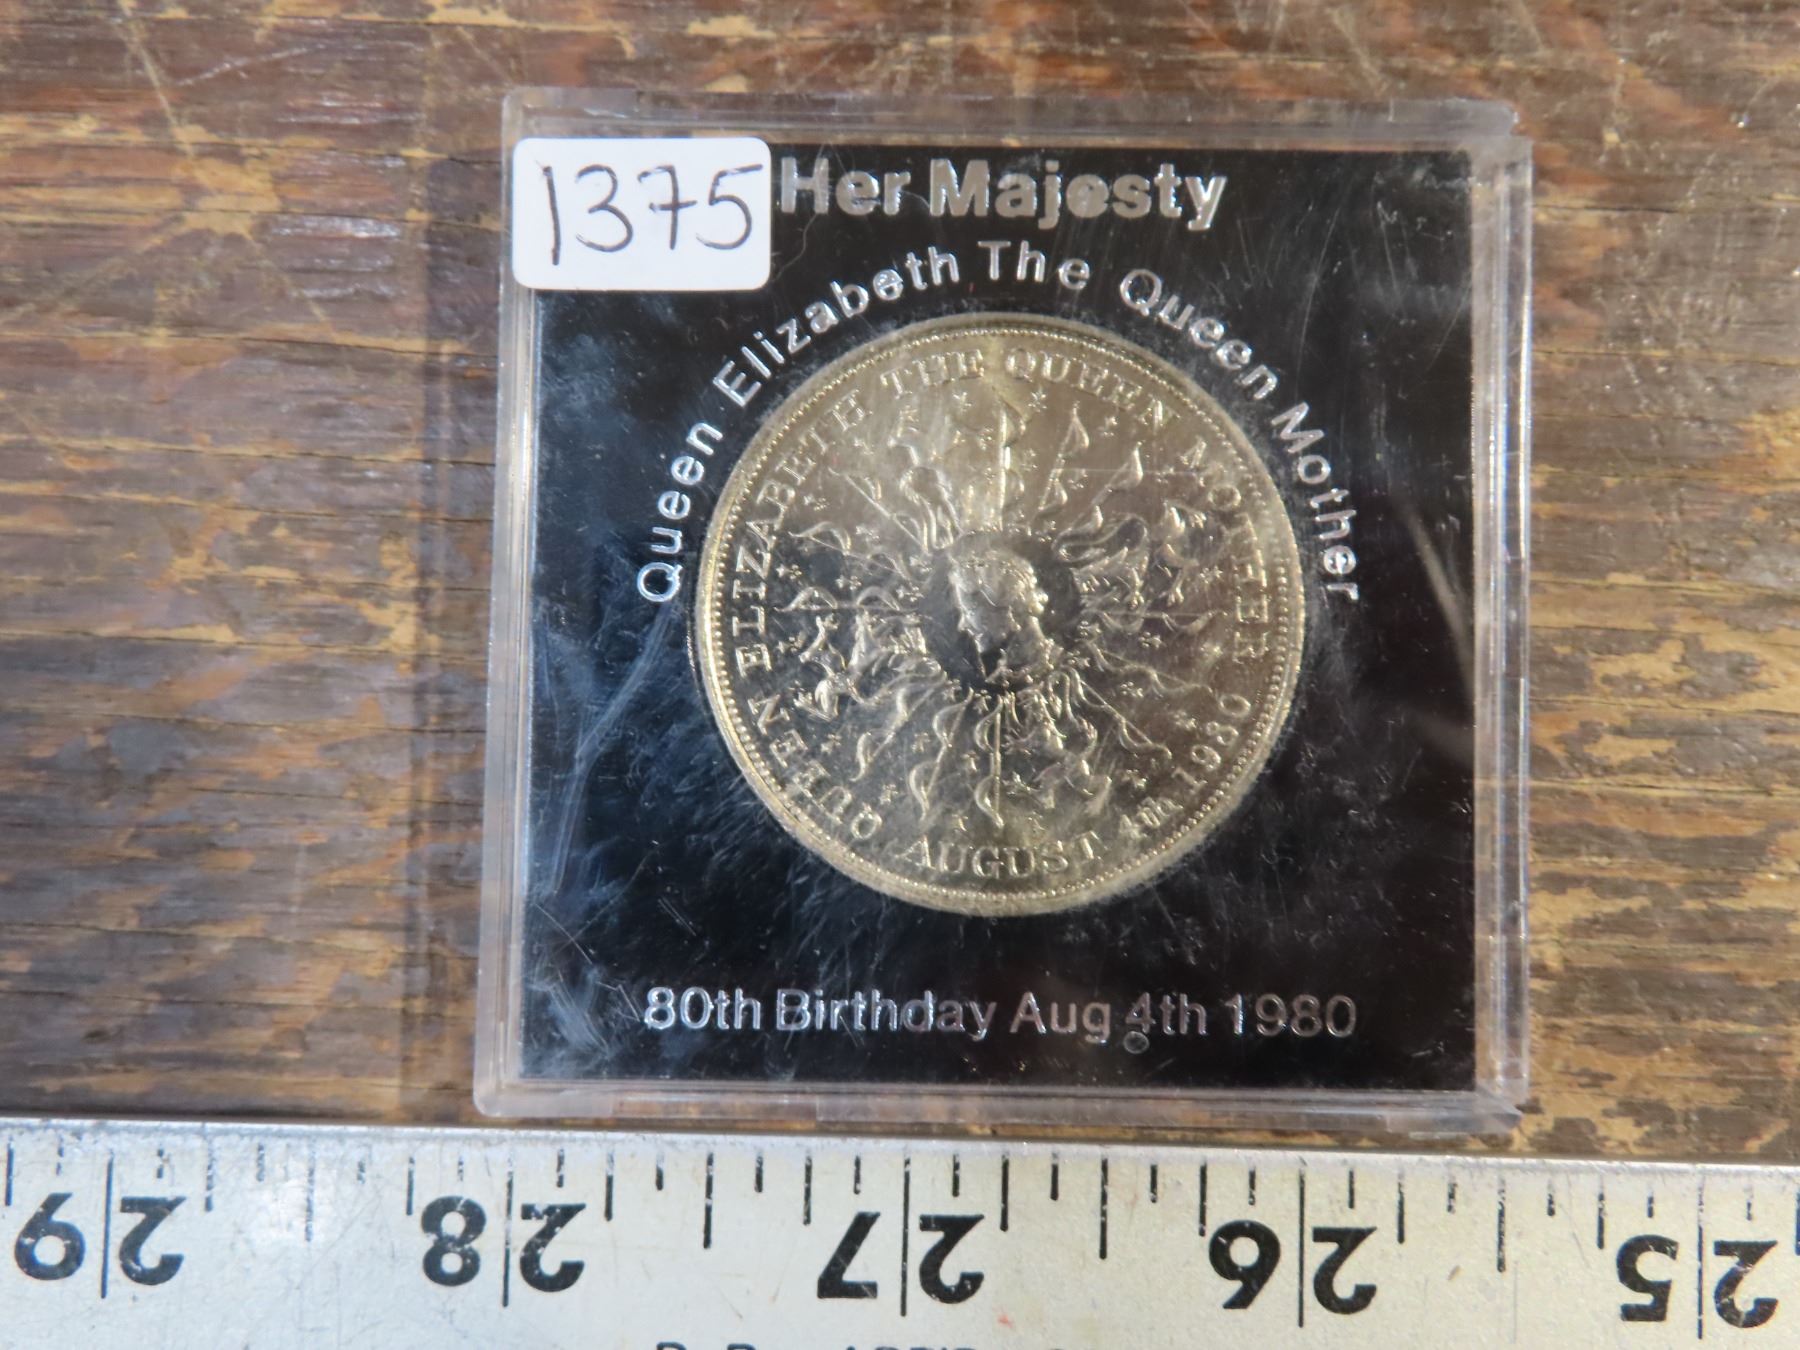 1375
Her Majesty
Queen Elizabeth The Queen Mother
QUEEN ELIZABETH THE QUEEN MOTHER
AUGUST 4TH 1980
80th Birthday Aug 4th 1980
29
28
27
26
25